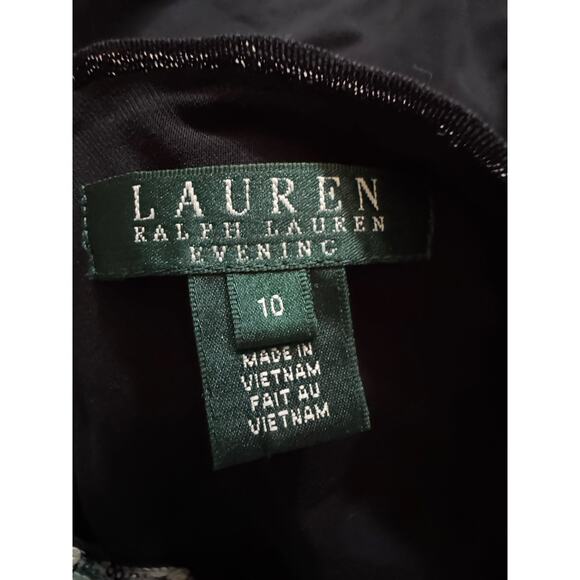 LAUREN
RALPH LAUREN
EVENING
10
MADE IN
VIETNAM
FAIT AU
VIETNAM